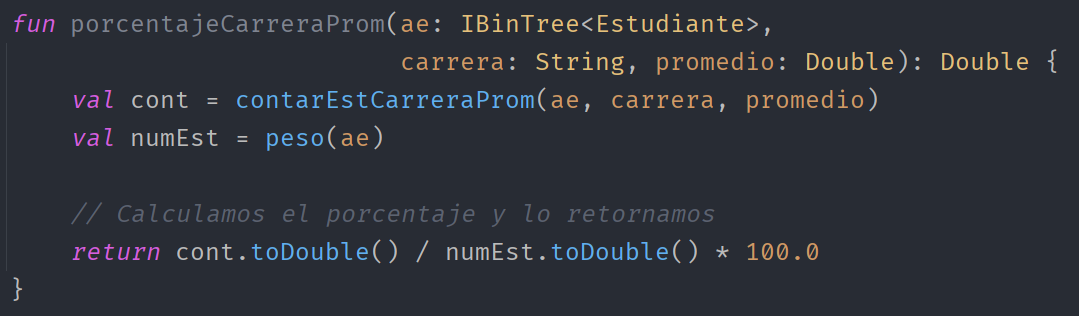 fun porcentajeCarreraProm(ae: IBinTree<Estudiante>,
                          carrera: String, promedio: Double): Double {
    val cont = contarEstCarreraProm(ae, carrera, promedio)
    val numEst = peso(ae)

    // Calculamos el porcentaje y lo retornamos
    return cont.toDouble() / numEst.toDouble() * 100.0
}